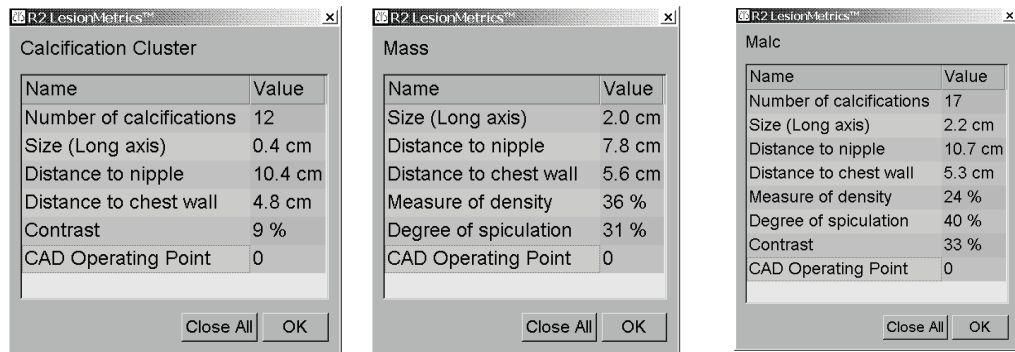 R2 LesionMetrics™
Calcification Cluster
Name Value
Number of calcifications 12
Size (Long axis) 0.4 cm
Distance to nipple 10.4 cm
Distance to chest wall 4.8 cm
Contrast 9 %
CAD Operating Point 0
Close All OK
R2 LesionMetrics™
Mass
Name Value
Size (Long axis) 2.0 cm
Distance to nipple 7.8 cm
Distance to chest wall 5.6 cm
Measure of density 36 %
Degree of spiculation 31 %
CAD Operating Point 0
Close All OK
R2 LesionMetrics™
Malc
Name Value
Number of calcifications 17
Size (Long axis) 2.2 cm
Distance to nipple 10.7 cm
Distance to chest wall 5.3 cm
Measure of density 24 %
Degree of spiculation 40 %
Contrast 33 %
CAD Operating Point 0
Close All OK